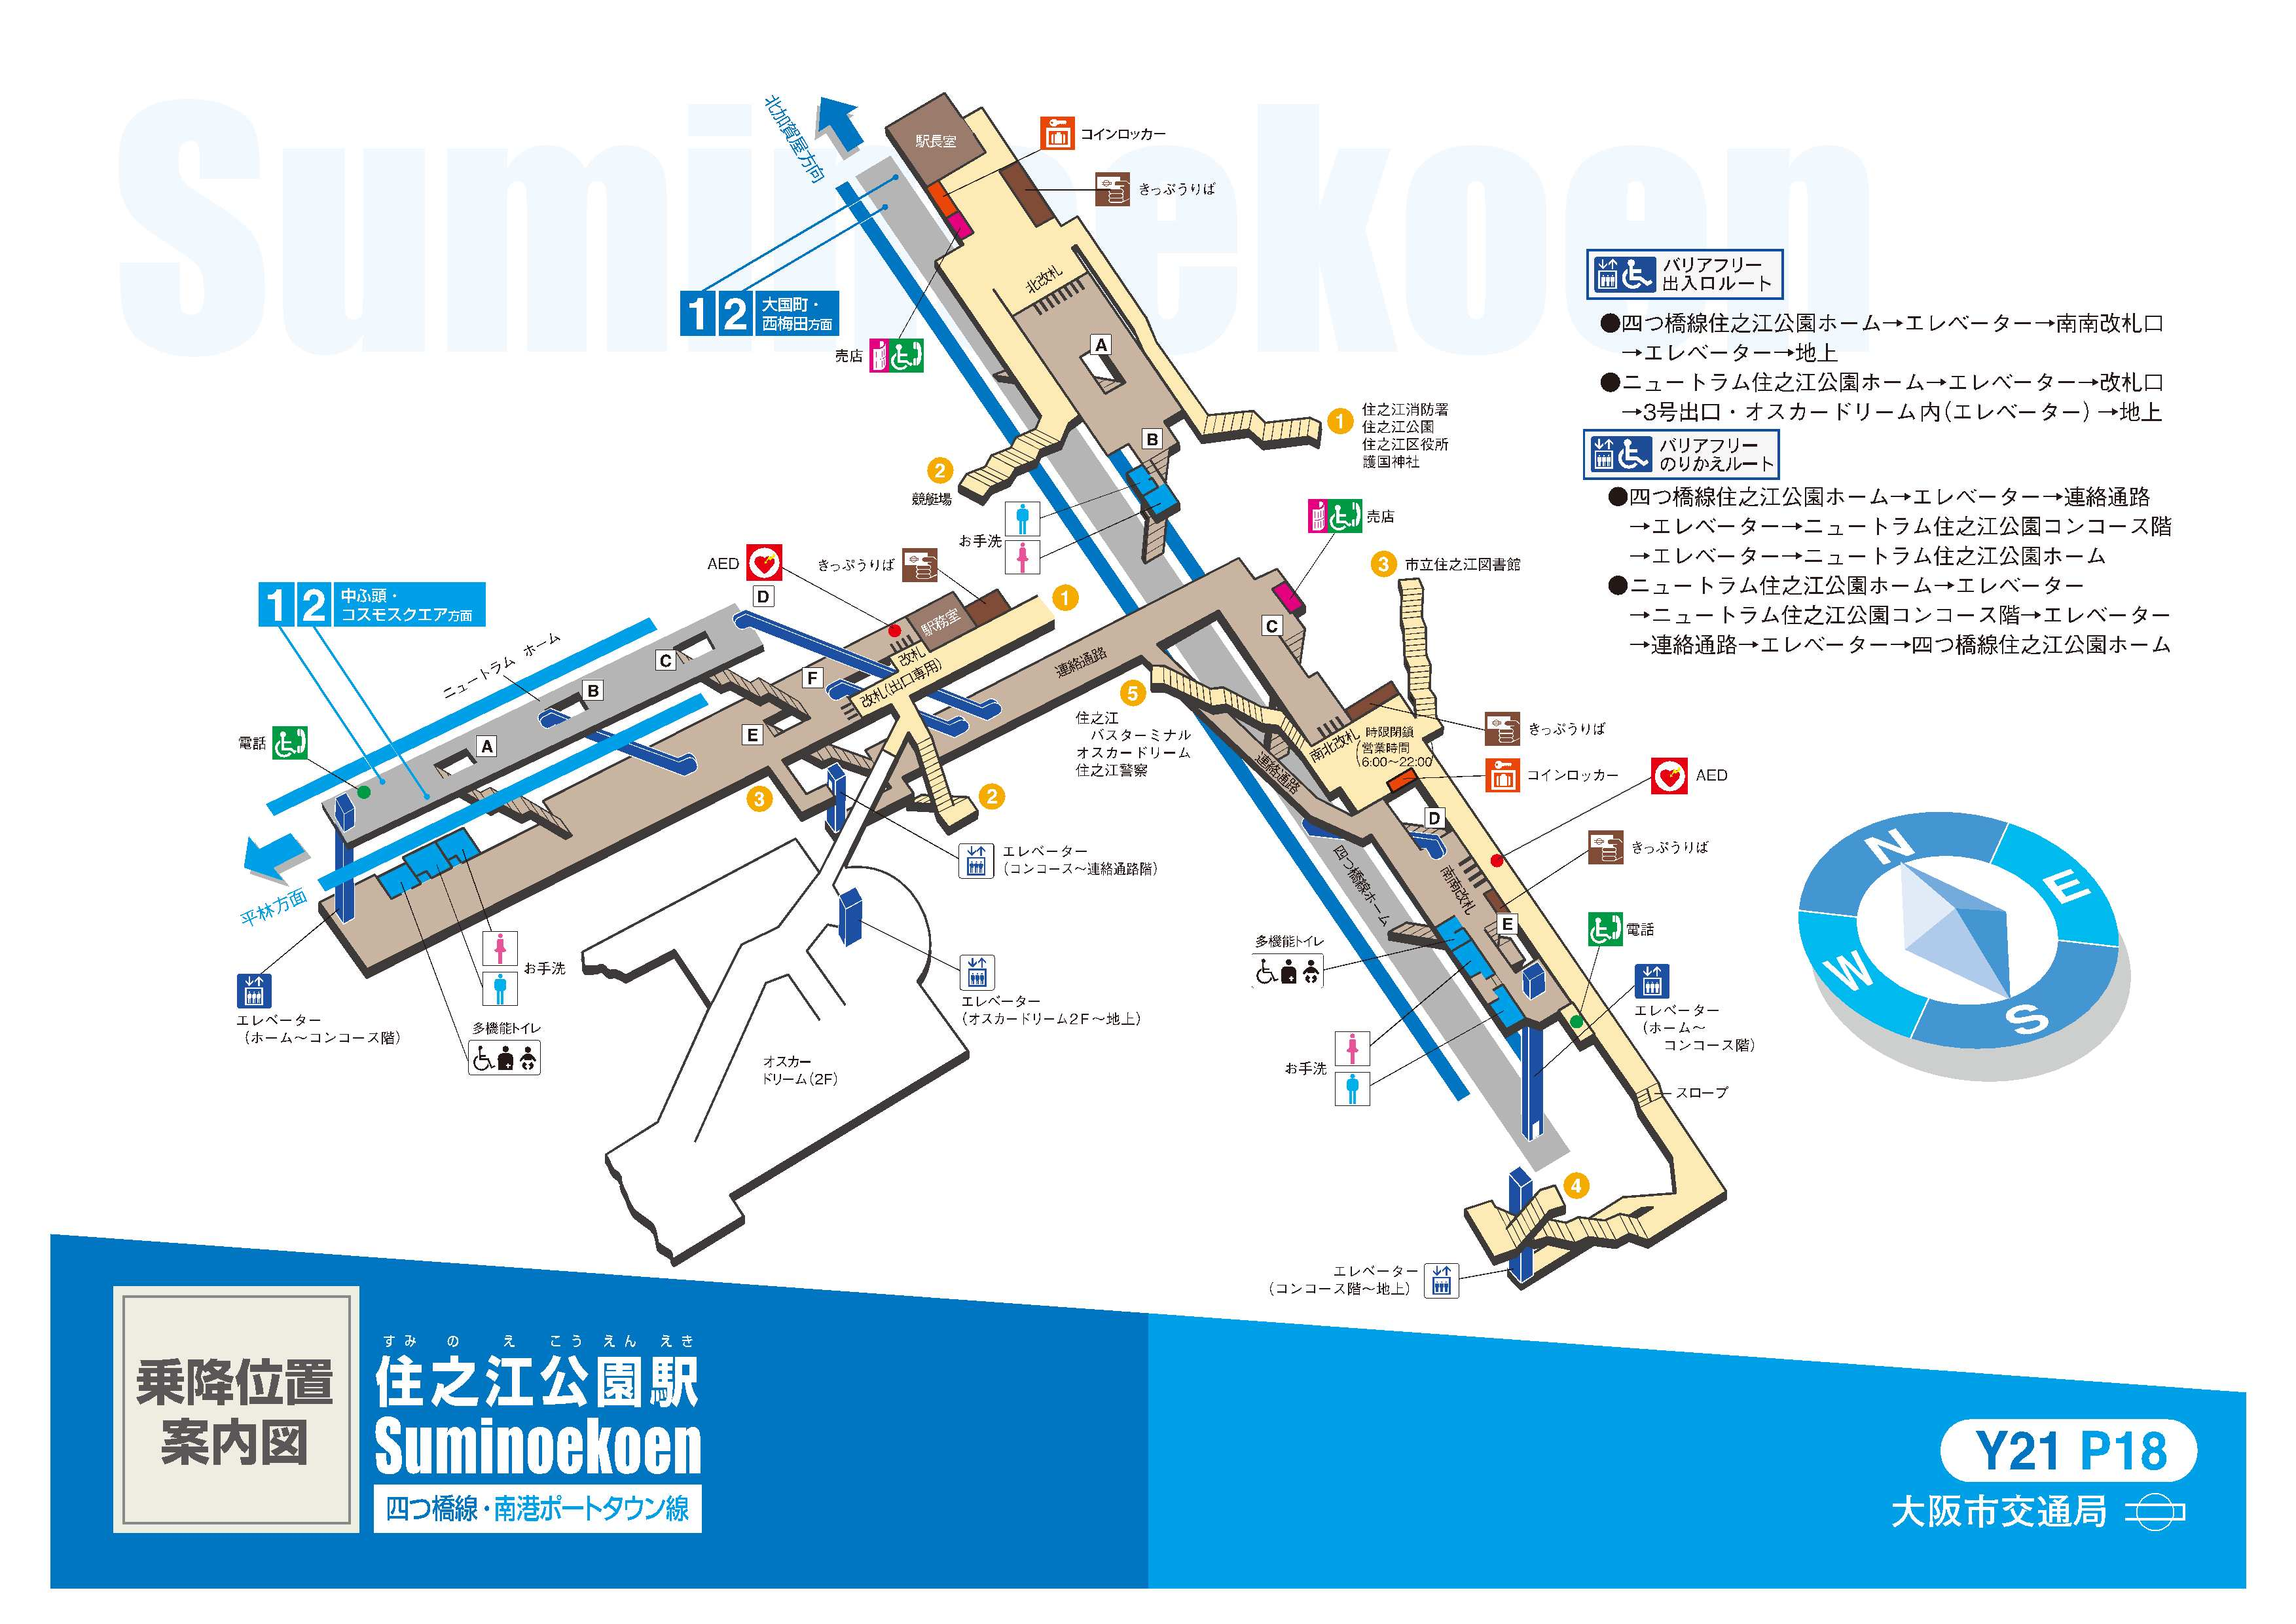 Suminoekoen
北加賀屋方向
駅長室
コインロッカー
きっぷうりば
北改札
1 2 大国町・
西梅田方面
売店
A
B
1
住之江消防署
住之江公園
住之江区役所
護国神社
2
競艇場
お手洗
バリアフリー
出入口ルート
●四つ橋線住之江公園ホーム→エレベーター→南南改札口
→エレベーター→地上
●ニュートラム住之江公園ホーム→エレベーター→改札口
→3号出口・オスカードリーム内(エレベーター)→地上
バリアフリー
のりかえルート
●四つ橋線住之江公園ホーム→エレベーター→連絡通路
→エレベーター→ニュートラム住之江公園コンコース階
→エレベーター→ニュートラム住之江公園ホーム
●ニュートラム住之江公園ホーム→エレベーター
→ニュートラム住之江公園コンコース階→エレベーター
→連絡通路→エレベーター→四つ橋線住之江公園ホーム
売店
3 市立住之江図書館
C
AED
きっぷうりば
D
駅務室
1
改札
改札(出口専用)
連絡通路
1 2 中ふ頭・
コスモスクエア方面
ニュートラム ホーム
C
B
A
F
E
電話
3
2
5
住之江
バスターミナル
オスカードリーム
住之江警察
連絡通路
南北改札
時限閉鎖
(営業時間
6:00~22:00)
きっぷうりば
コインロッカー
AED
D
きっぷうりば
四つ橋線ホーム
南南改札
E
電話
多機能トイレ
お手洗
エレベーター
(ホーム~
コンコース階)
スロープ
4
エレベーター
(コンコース階~地上)
エレベーター
(コンコース~連絡通路階)
エレベーター
(オスカードリーム2F~地上)
オスカー
ドリーム(2F)
平林方面
エレベーター
(ホーム~コンコース階)
お手洗
多機能トイレ
N
E
W
S
乗降位置
案内図
すみ の え こう えん えき
住之江公園駅
Suminoekoen
四つ橋線・南港ポートタウン線
Y21 P18
大阪市交通局